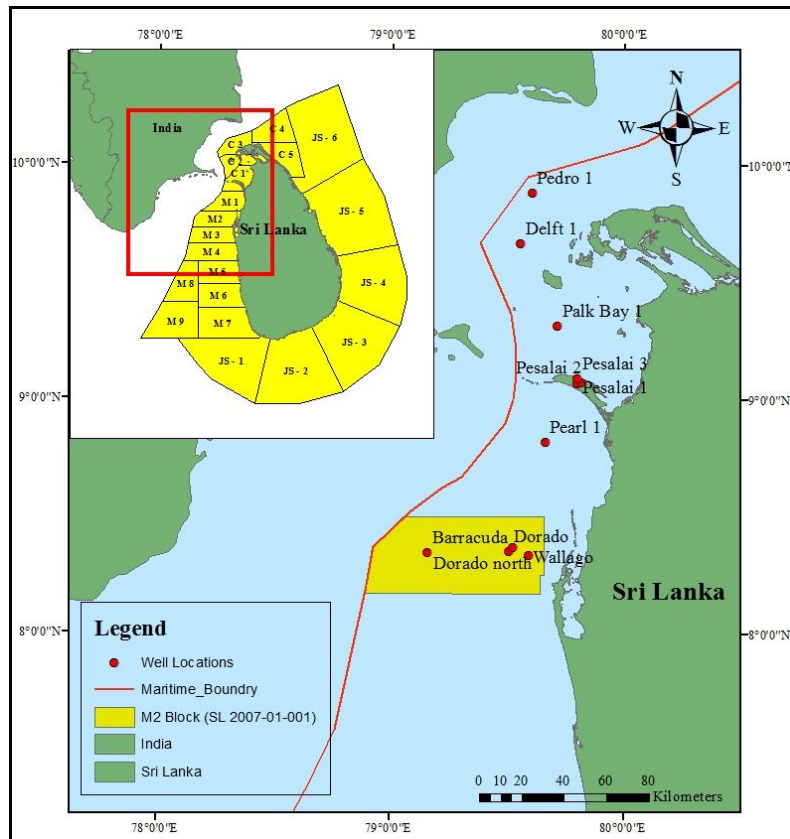 78°0'0"E
79°0'0"E
80°0'0"E
N
W E
S
India
C 4
C 3
C 5
JS - 6
C 2
C 1
10°0'0"N
10°0'0"N
M 1
M2
M 3
M 4
M 5
M 8
M 6
M 9
M 7
Sri Lanka
JS - 5
JS - 4
JS - 3
JS - 1
JS - 2
Pedro 1
Delft 1
Palk Bay 1
Pesalai 2
Pesalai 3
Pesalai 1
9°0'0"N
9°0'0"N
Pearl 1
Barracuda
Dorado
Dorado north
Wallago
Sri Lanka
8°0'0"N
8°0'0"N
Legend
Well Locations
Maritime_Boundry
M2 Block (SL 2007-01-001)
India
Sri Lanka
0 10 20 40 60 80
Kilometers
78°0'0"E
79°0'0"E
80°0'0"E